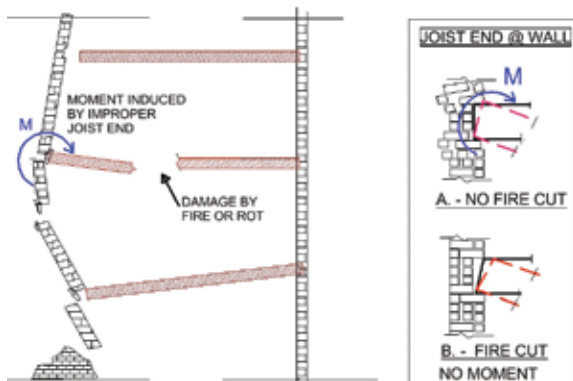 MOMENT INDUCED
BY IMPROPER
JOIST END
M
DAMAGE BY
FIRE OR ROT
JOIST END @ WALL
M
A. - NO FIRE CUT
B. - FIRE CUT
NO MOMENT